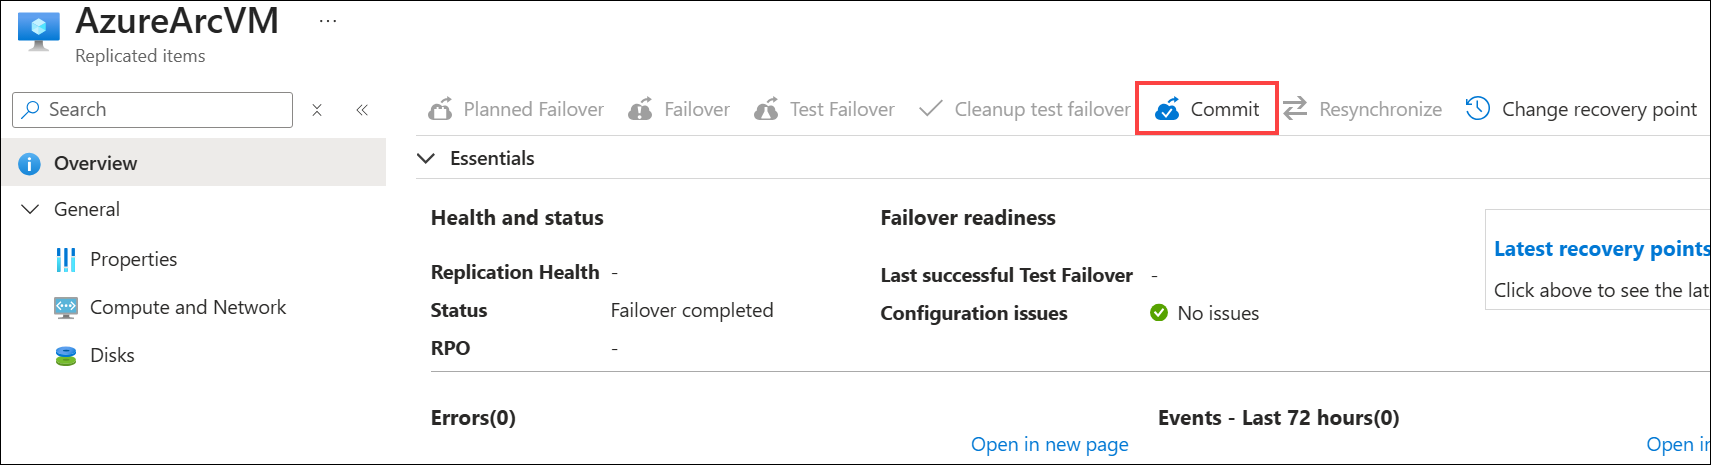 AzureArcVM ...
Replicated items
Search
Planned Failover Failover Test Failover Cleanup test failover Commit Resynchronize Change recovery point
Overview
General
Properties
Compute and Network
Disks
Essentials
Health and status
Replication Health -
Status Failover completed
RPO -
Failover readiness
Last successful Test Failover -
Configuration issues No issues
Latest recovery points
Click above to see the lat
Errors(0)
Open in new page
Events - Last 72 hours(0)
Open in